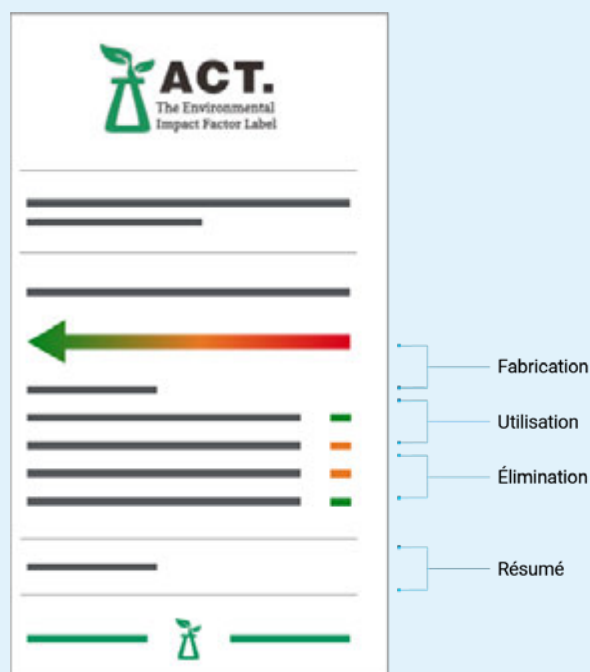 ACT.
The Environmental
Impact Factor Label
Fabrication
Utilisation
Élimination
Résumé